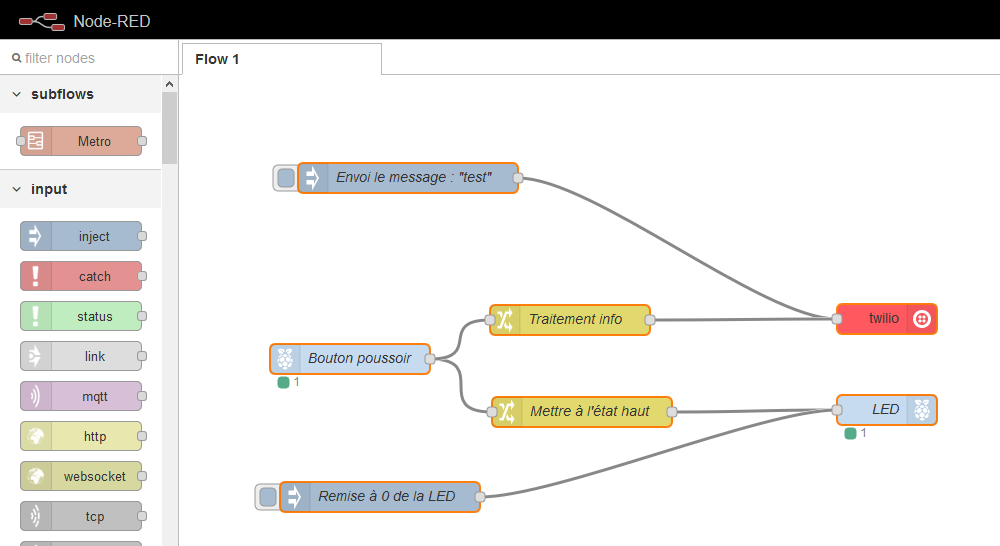 Node-RED
filter nodes
Flow 1
subflows
Metro
input
inject
catch
status
link
mqtt
http
websocket
tcp
Envoi le message : "test"
Traitement info
twilio
Bouton poussoir
1
Mettre à l'état haut
LED
1
Remise à 0 de la LED